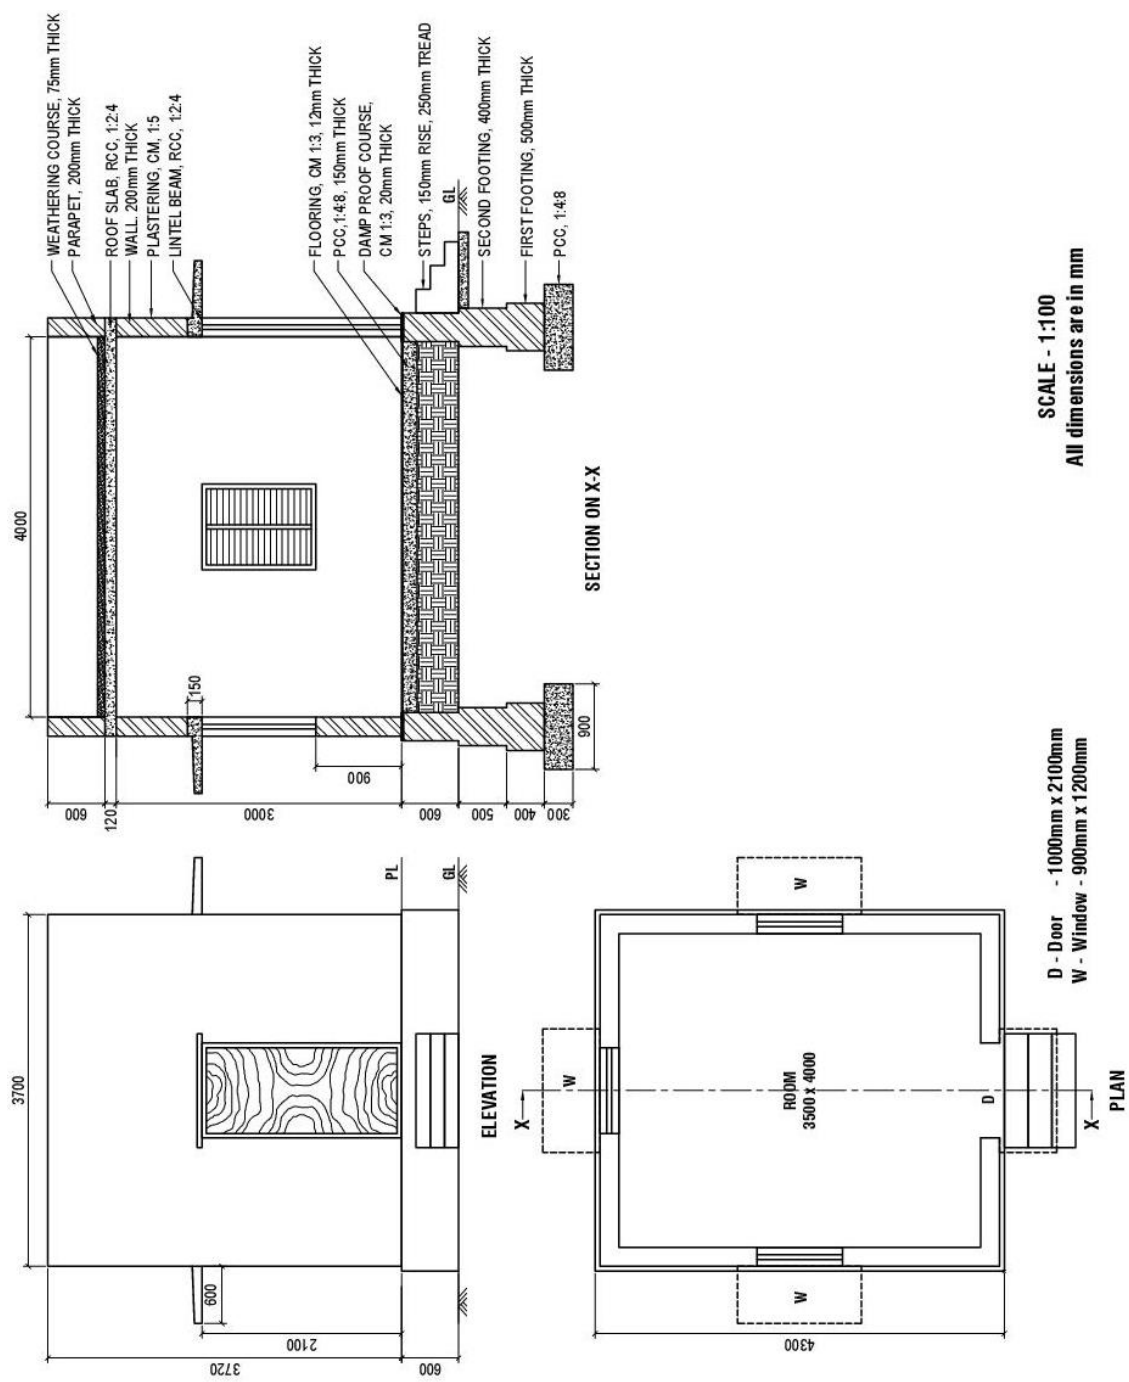 3700
3720
2100
600
600
PL
GL
ELEVATION
4000
600
120
3000
600
500
400
300
150
900
900
WEATHERING COURSE, 75mm THICK
PARAPET, 200mm THICK
ROOF SLAB, RCC, 1:2:4
WALL. 200mm THICK
PLASTERING, CM, 1:5
LINTEL BEAM, RCC, 1:2:4
FLOORING, CM 1:3, 12mm THICK
PCC,1:4:8, 150mm THICK
DAMP PROOF COURSE,
CM 1:3, 20mm THICK
STEPS, 150mm RISE, 250mm TREAD
GL
SECOND FOOTING, 400mm THICK
FIRST FOOTING, 500mm THICK
PCC, 1:4:8
SECTION ON X-X
X
W
W
W
ROOM
3500 x 4000
D
X
4300
PLAN
D - Door - 1000mm x 2100mm
W - Window - 900mm x 1200mm
SCALE - 1:100
All dimensions are in mm